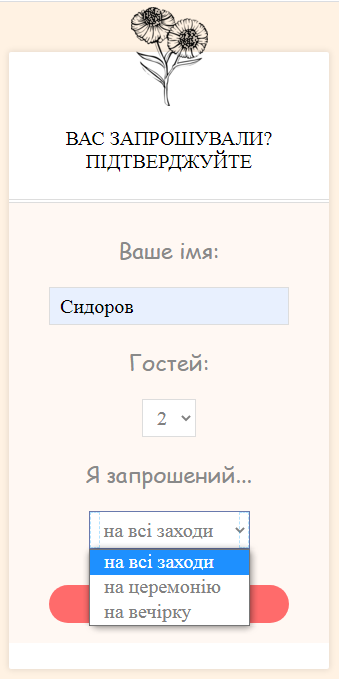 ВАС ЗАПРОШУВАЛИ?
ПІДТВЕРДЖУЙТЕ
Ваше імя:
Сидоров
Гостей:
2
Я запрошений...
на всі заходи
на всі заходи
на церемонію
на вечірку